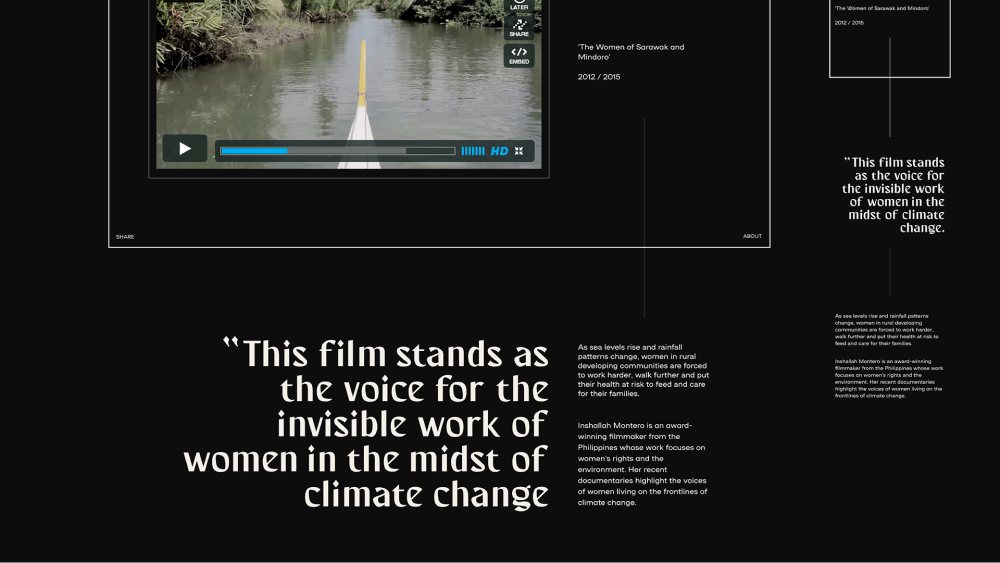 LATER
SHARE
EMBED
HD
'The Women of Sarawak and
Mindoro'
2012 / 2015
SHARE
ABOUT
“This film stands as
the voice for the
invisible work of
women in the midst of
climate change
As sea levels rise and rainfall
patterns change, women in rural
developing communities are forced
to work harder, walk further and put
their health at risk to feed and care
for their families.
Inshallah Montero is an award-
winning filmmaker from the
Philippines whose work focuses on
women's rights and the
environment. Her recent
documentaries highlight the voices
of women living on the frontlines of
climate change.
'The Women of Sarawak and Mindoro'
2012 / 2015
“This film stands
as the voice for
the invisible work
of women in the
midst of climate
change.
As sea levels rise and rainfall patterns
change, women in rural developing
communities are forced to work harder,
walk further and put their health at risk to
feed and care for their families.
Inshallah Montero is an award-winning
filmmaker from the Philippines whose work
focuses on women's rights and the
environment. Her recent documentaries
highlight the voices of women living on the
frontlines of climate change.